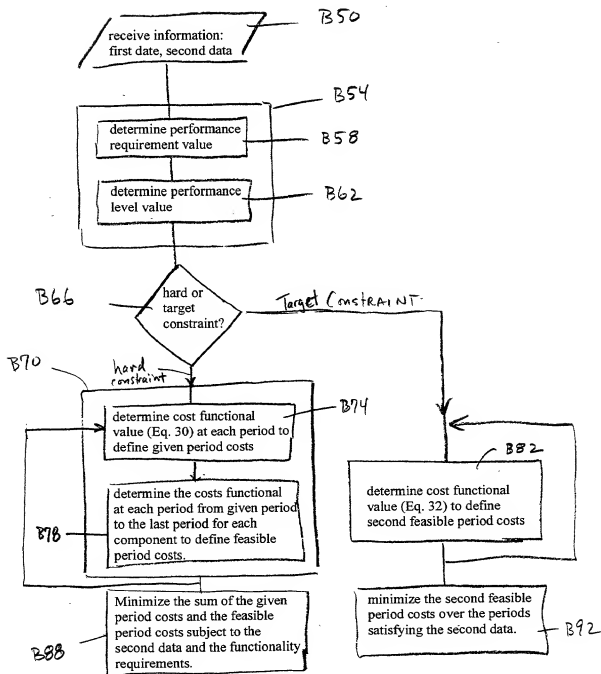 B50
receive information:
first date, second data
B54
determine performance
requirement value
B58
determine performance
level value
B62
B66
hard or
target
constraint?
Target Constraint.
hard
constraint
B70
determine cost functional
value (Eq. 30) at each period to
define given period costs
B74
B82
determine the costs functional
at each period from given period
to the last period for each
component to define feasible
period costs.
B78
determine cost functional
value (Eq. 32) to define
second feasible period costs
Minimize the sum of the given
period costs and the feasible
period costs subject to the
second data and the functionality
requirements.
B88
minimize the second feasible
period costs over the periods
satisfying the second data.
B92